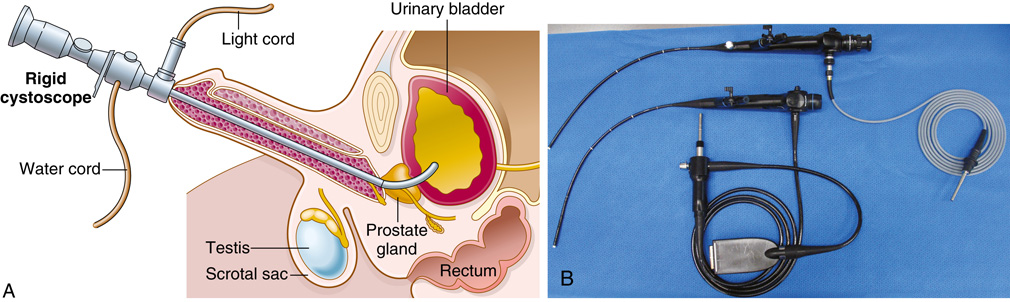 Urinary bladder
Light cord
Rigid
cystoscope
Water cord
Prostate
gland
Testis
Scrotal sac
Rectum
A
B